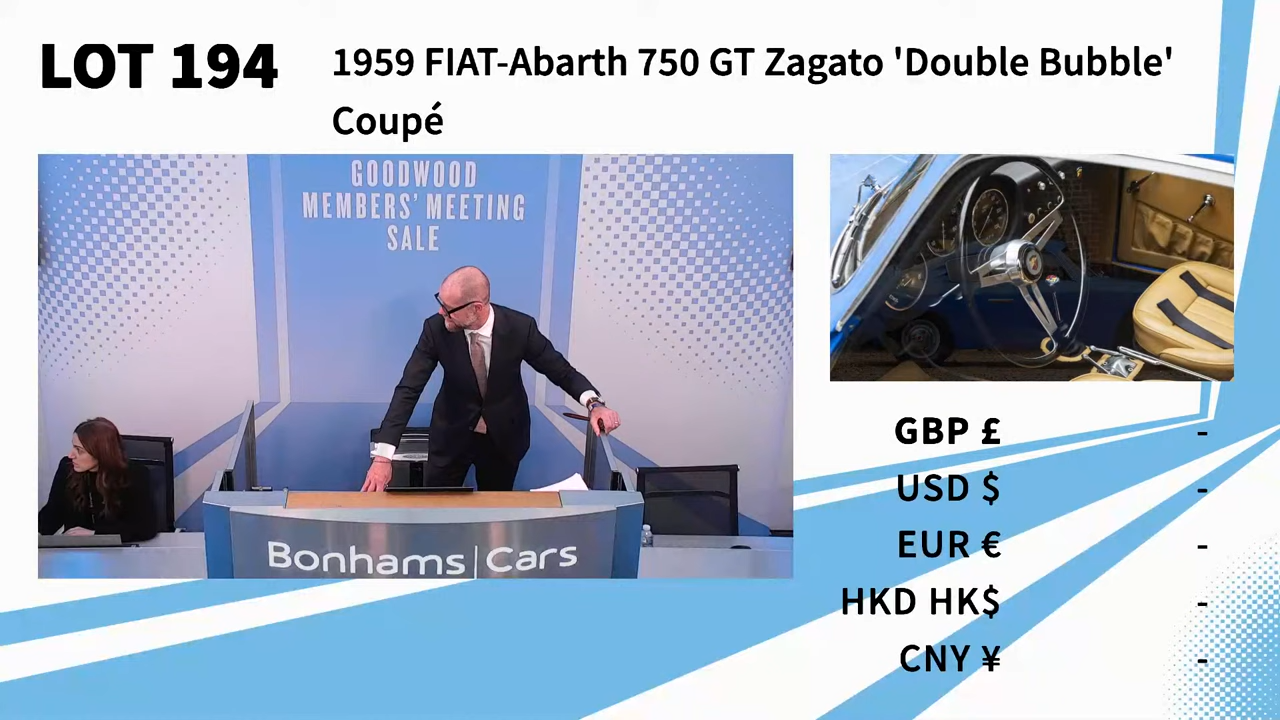 LOT 194
1959 FIAT-Abarth 750 GT Zagato 'Double Bubble'
Coupé
GOODWOOD
MEMBERS' MEETING
SALE
Bonhams|Cars
GBP £ -
USD $ -
EUR € -
HKD HK$ -
CNY ¥ -